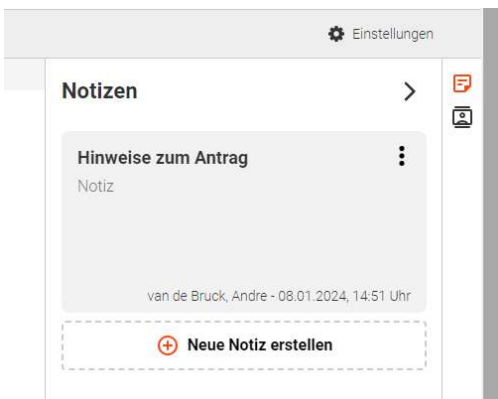 Einstellungen
Notizen
Hinweise zum Antrag
Notiz
van de Bruck, Andre - 08.01.2024, 14:51 Uhr
Neue Notiz erstellen